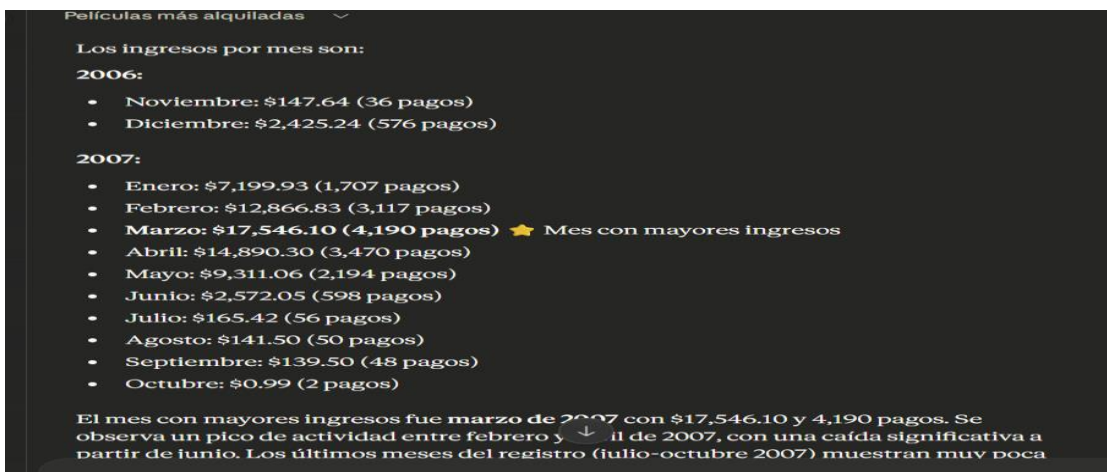 Películas más alquiladas
Los ingresos por mes son:
2006:
• Noviembre: $147.64 (36 pagos)
• Diciembre: $2,425.24 (576 pagos)
2007:
• Enero: $7,199.93 (1,707 pagos)
• Febrero: $12,866.83 (3,117 pagos)
• Marzo: $17,546.10 (4,190 pagos) ⭐ Mes con mayores ingresos
• Abril: $14,890.30 (3,470 pagos)
• Mayo: $9,311.06 (2,194 pagos)
• Junio: $2,572.05 (598 pagos)
• Julio: $165.42 (56 pagos)
• Agosto: $141.50 (50 pagos)
• Septiembre: $139.50 (48 pagos)
• Octubre: $0.99 (2 pagos)
El mes con mayores ingresos fue marzo de 2007 con $17,546.10 y 4,190 pagos. Se
observa un pico de actividad entre febrero y il de 2007, con una caída significativa a
partir de junio. Los últimos meses del registro (julio-octubre 2007) muestran muy poca